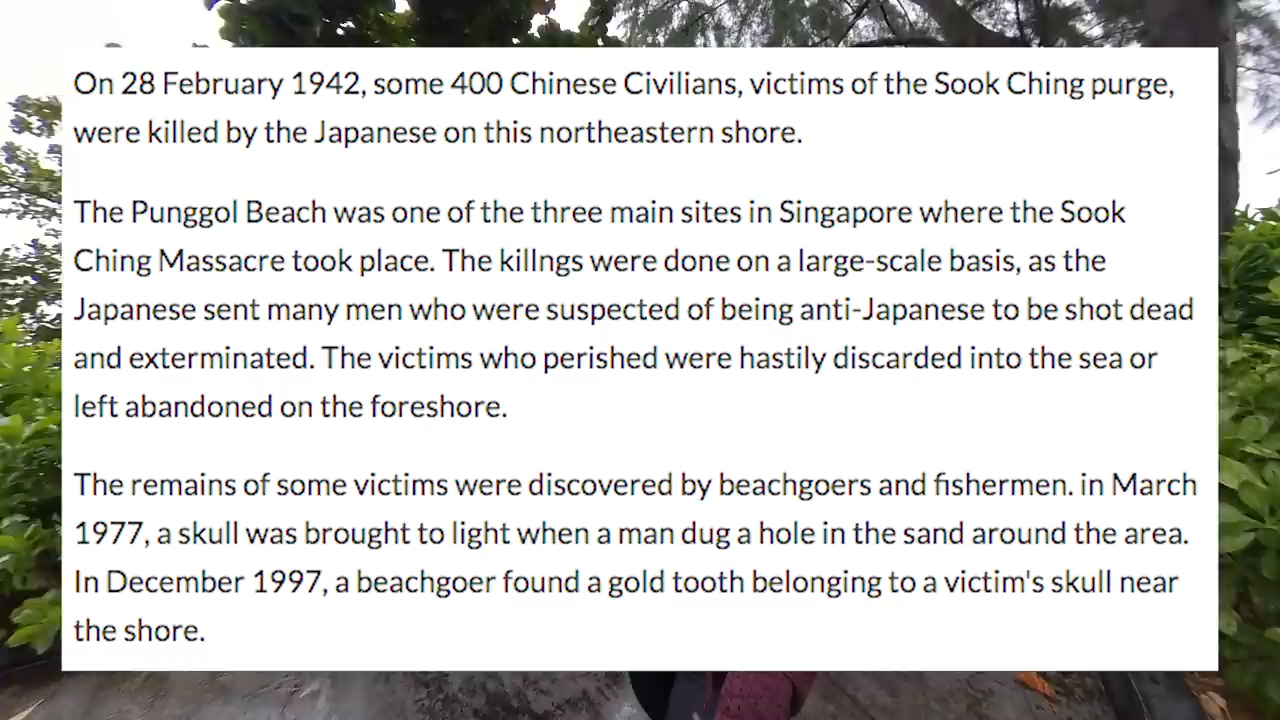 On 28 February 1942, some 400 Chinese Civilians, victims of the Sook Ching purge,
were killed by the Japanese on this northeastern shore.
The Punggol Beach was one of the three main sites in Singapore where the Sook
Ching Massacre took place. The killngs were done on a large-scale basis, as the
Japanese sent many men who were suspected of being anti-Japanese to be shot dead
and exterminated. The victims who perished were hastily discarded into the sea or
left abandoned on the foreshore.
The remains of some victims were discovered by beachgoers and fishermen. in March
1977, a skull was brought to light when a man dug a hole in the sand around the area.
In December 1997, a beachgoer found a gold tooth belonging to a victim's skull near
the shore.